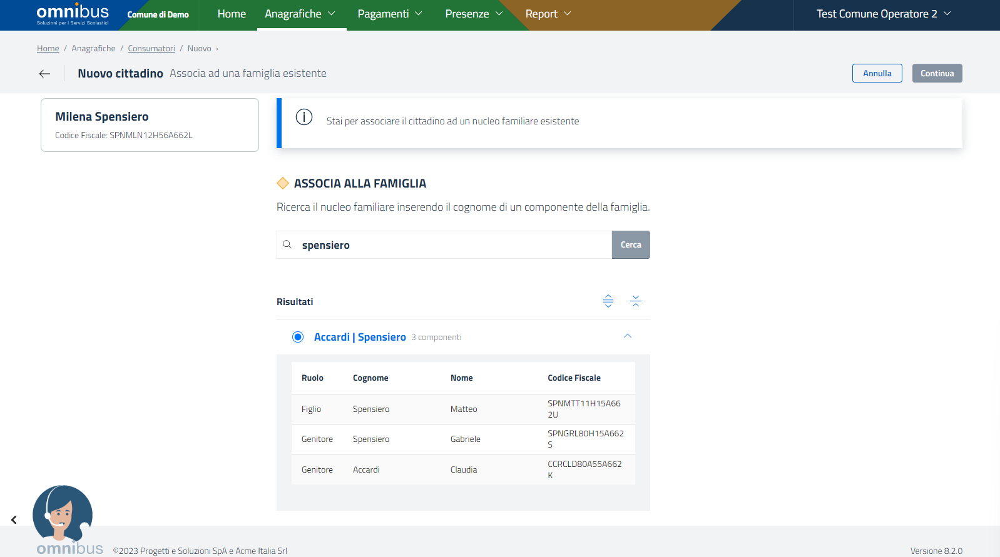 omnibus
Soluzioni per i Servizi Scolastici
Comune di Demo
Home
Anagrafiche
Pagamenti
Presenze
Report
Test Comune Operatore 2
Home / Anagrafiche / Consumatori / Nuovo ›
Nuovo cittadino Associa ad una famiglia esistente
Annulla
Continua
Milena Spensiero
Codice Fiscale: SPNMLN12H56A662L
Stai per associare il cittadino ad un nucleo familiare esistente
ASSOCIA ALLA FAMIGLIA
Ricerca il nucleo familiare inserendo il cognome di un componente della famiglia.
spensiero
Cerca
Risultati
Accardi | Spensiero 3 componenti
Ruolo Cognome Nome Codice Fiscale
Figlio Spensiero Matteo SPNMTT11H15A66
2U
Genitore Spensiero Gabriele SPNGRL80H15A662
S
Genitore Accardi Claudia CCRCLD80A55A662
K
omnibus
©2023 Progetti e Soluzioni SpA e Acme Italia Srl
Versione 8.2.0